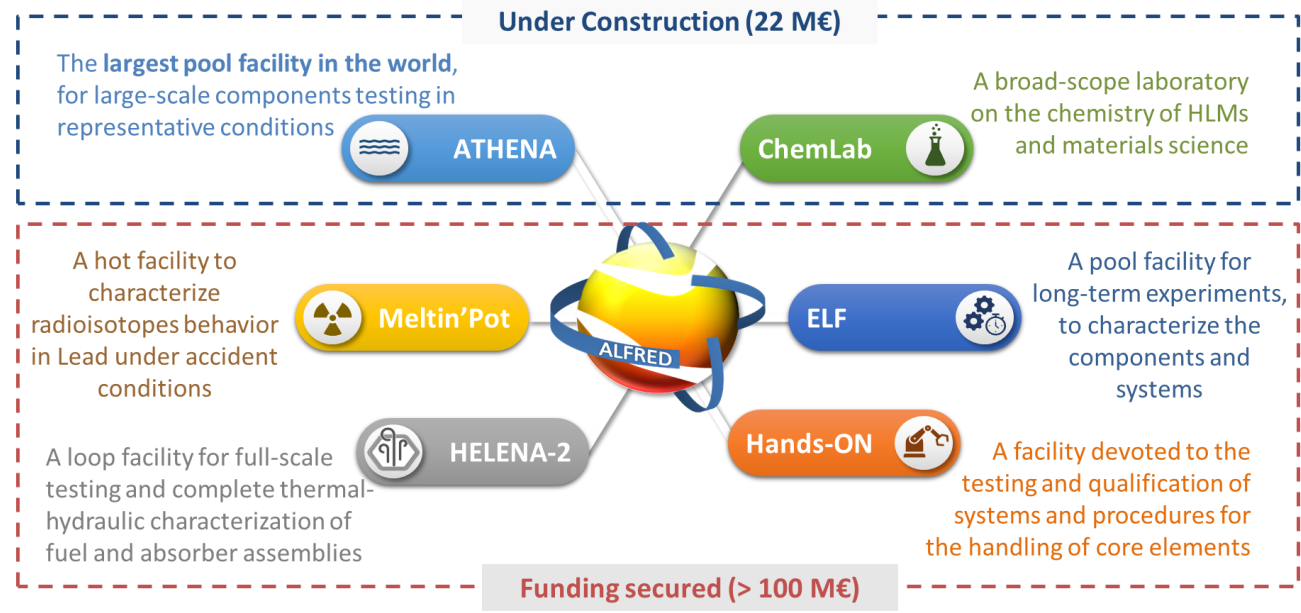 Under Construction (22 M€)
The largest pool facility in the world,
for large-scale components testing in
representative conditions
ATHENA
ChemLab
A broad-scope laboratory
on the chemistry of HLMs
and materials science
A hot facility to
characterize
radioisotopes behavior
in Lead under accident
conditions
Meltin’Pot
ALFRED
ELF
A pool facility for
long-term experiments,
to characterize the
components and
systems
A loop facility for full-scale
testing and complete thermal-
hydraulic characterization of
fuel and absorber assemblies
HELENA-2
Hands-ON
A facility devoted to the
testing and qualification of
systems and procedures for
the handling of core elements
Funding secured (> 100 M€)